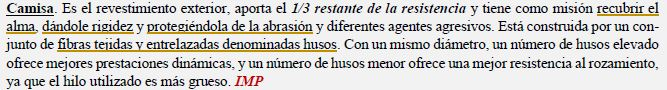 Camisa. Es el revestimiento exterior, aporta el 1/3 restante de la resistencia y tiene como misión recubrir el
alma, dándole rigidez y protegiéndola de la abrasión y diferentes agentes agresivos. Está construida por un con-
junto de fibras tejidas y entrelazadas denominadas husos. Con un mismo diámetro, un número de husos elevado
ofrece mejores prestaciones dinámicas, y un número de husos menor ofrece una mejor resistencia al rozamiento,
ya que el hilo utilizado es más grueso. IMP